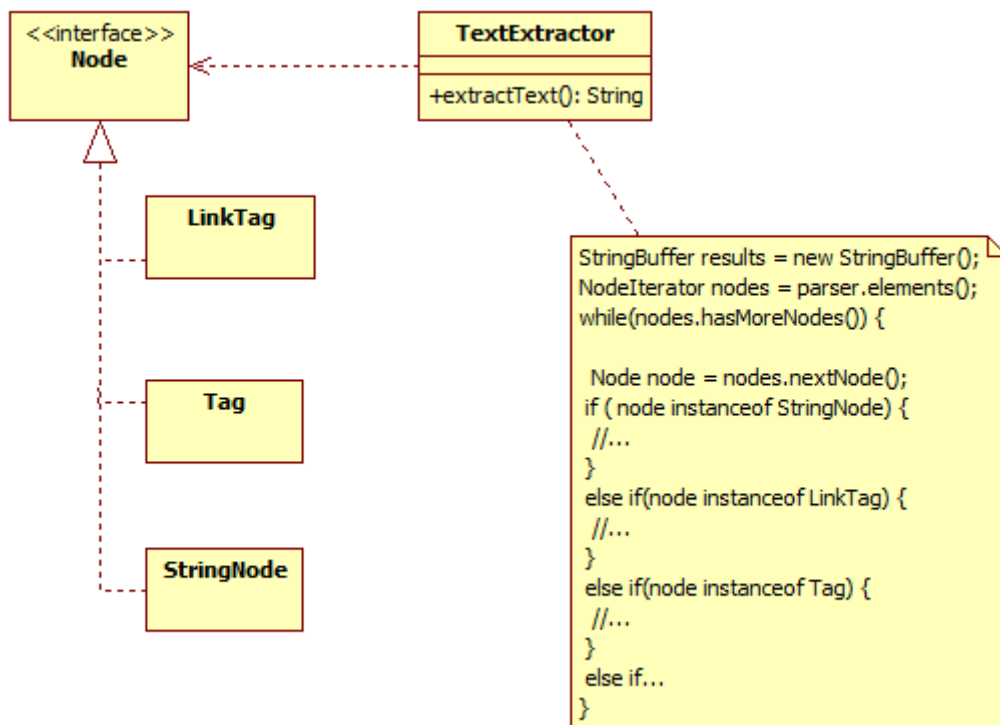 <<interface>>
Node
TextExtractor
+extractText(): String
LinkTag
Tag
StringNode
StringBuffer results = new StringBuffer();
NodeIterator nodes = parser.elements();
while(nodes.hasMoreNodes()) {
Node node = nodes.nextNode();
if ( node instanceof StringNode) {
//...
}
else if(node instanceof LinkTag) {
//...
}
else if(node instanceof Tag) {
//...
}
else if...
}